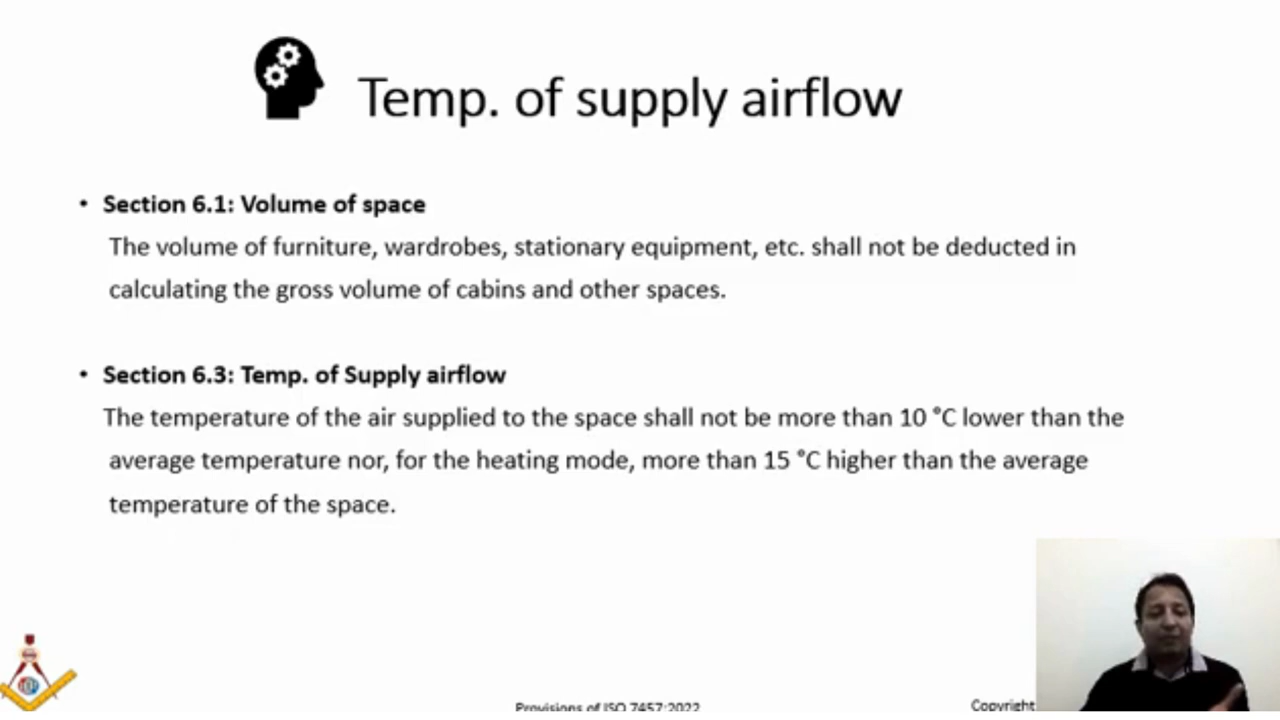 Temp. of supply airflow
• Section 6.1: Volume of space
The volume of furniture, wardrobes, stationary equipment, etc. shall not be deducted in
calculating the gross volume of cabins and other spaces.
• Section 6.3: Temp. of Supply airflow
The temperature of the air supplied to the space shall not be more than 10 °C lower than the
average temperature nor, for the heating mode, more than 15 °C higher than the average
temperature of the space.
Provisions of ISO 7457:2022
Copyright